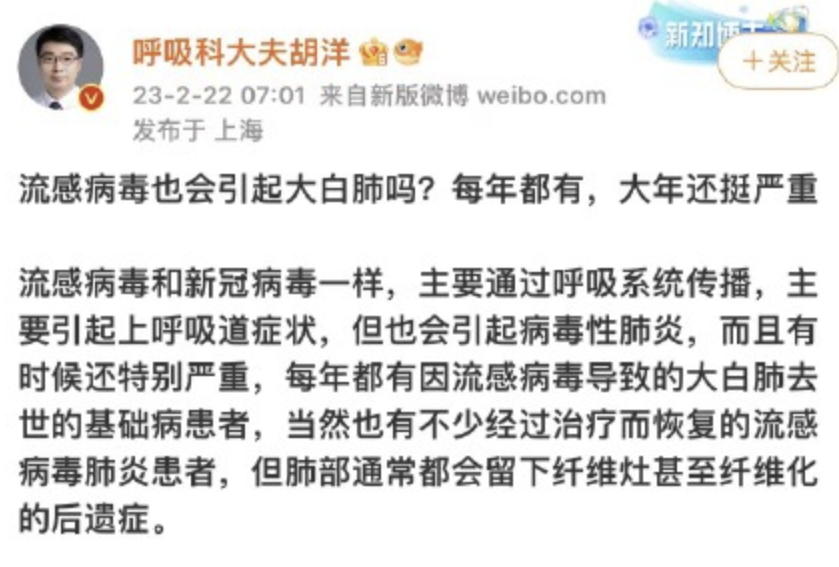 呼吸科大夫胡洋
新知博主
＋关注
23-2-22 07:01 来自新版微博 weibo.com
发布于 上海
流感病毒也会引起大白肺吗？每年都有，大年还挺严重
流感病毒和新冠病毒一样，主要通过呼吸系统传播，主
要引起上呼吸道症状，但也会引起病毒性肺炎，而且有
时候还特别严重，每年都有因流感病毒导致的大白肺去
世的基础病患者，当然也有不少经过治疗而恢复的流感
病毒肺炎患者，但肺部通常都会留下纤维灶甚至纤维化
的后遗症。